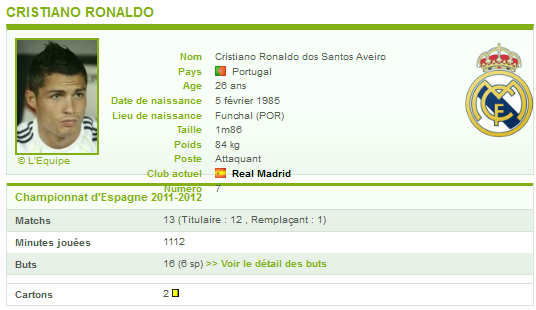 CRISTIANO RONALDO
Nom Cristiano Ronaldo dos Santos Aveiro
Pays Portugal
Age 26 ans
Date de naissance 5 février 1985
Lieu de naissance Funchal (POR)
Taille 1m86
Poids 84 kg
Poste Attaquant
© L'Equipe
Club actuel Real Madrid
Numéro 7
Championnat d'Espagne 2011-2012
Matchs 13 (Titulaire : 12 , Remplaçant : 1)
Minutes jouées 1112
Buts 16 (6 sp) >> Voir le détail des buts
Cartons 2